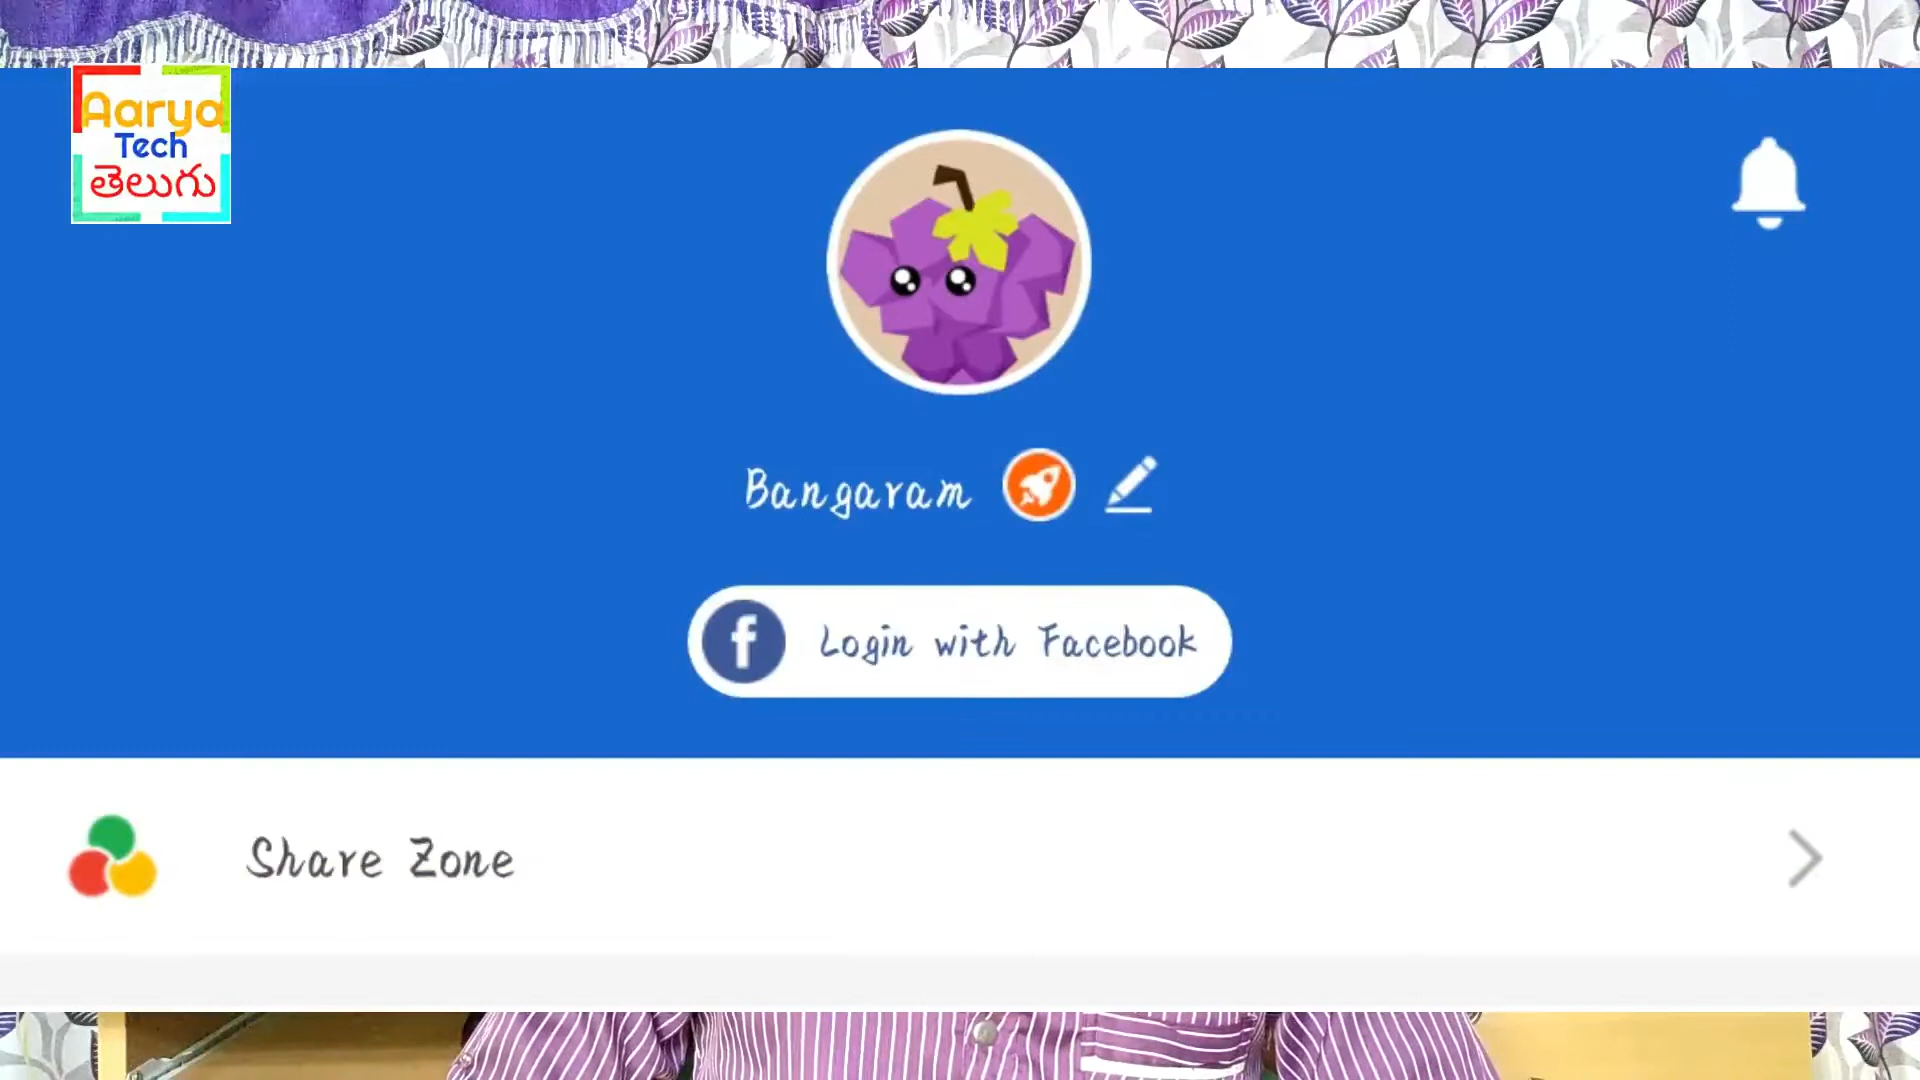 Aarya
Tech
తెలుగు
Bangaram
f Login with Facebook
Share Zone